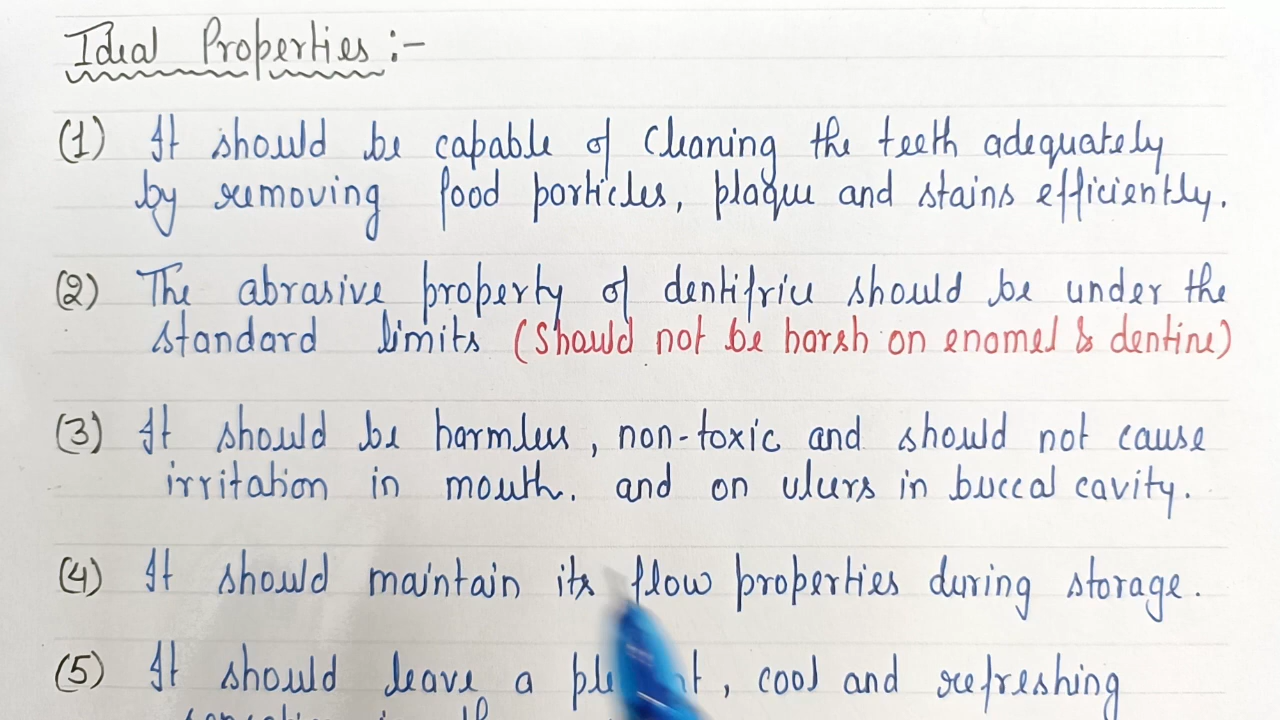 Ideal Properties :-
(1) It should be capable of cleaning the teeth adequately
by removing food particles, plaque and stains efficiently.
(2) The abrasive property of dentifrice should be under the
standard limits (should not be harsh on enamel & dentine)
(3) It should be harmless, non-toxic and should not cause
irritation in mouth. and on ulcers in buccal cavity.
(4) It should maintain its flow properties during storage.
(5) It should leave a , cool and refreshing